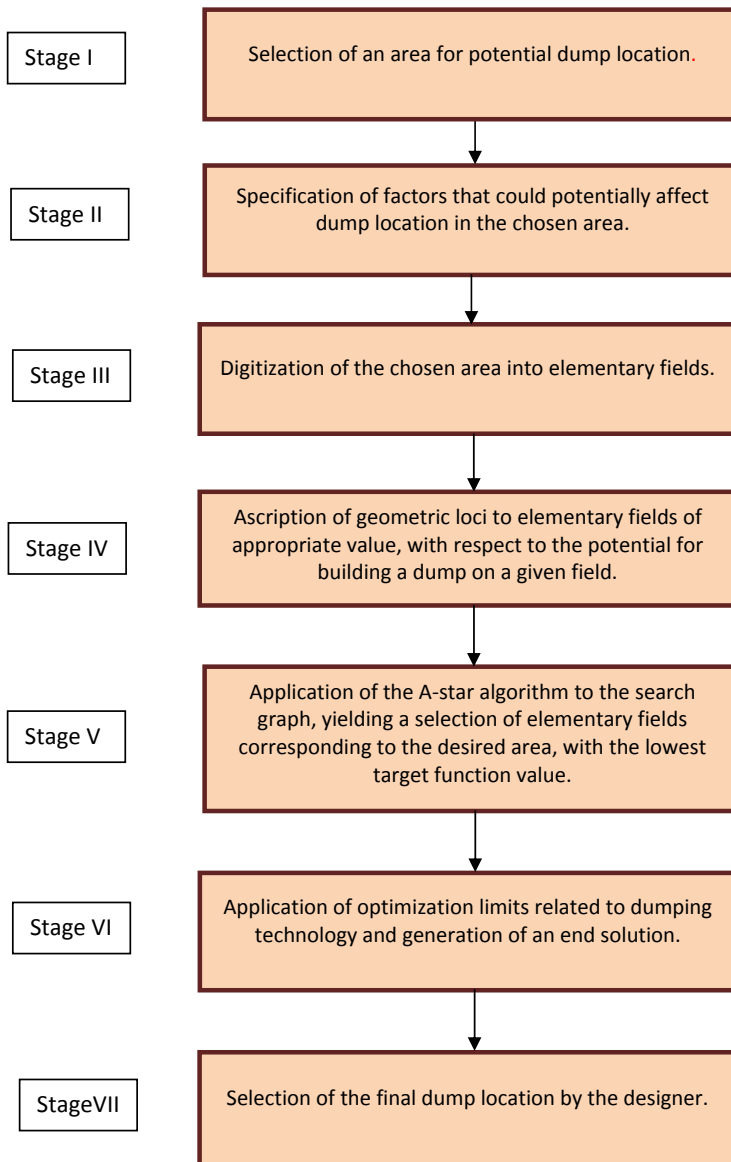 Stage I
Selection of an area for potential dump location.
Stage II
Specification of factors that could potentially affect
dump location in the chosen area.
Stage III
Digitization of the chosen area into elementary fields.
Stage IV
Ascription of geometric loci to elementary fields of
appropriate value, with respect to the potential for
building a dump on a given field.
Stage V
Application of the A-star algorithm to the search
graph, yielding a selection of elementary fields
corresponding to the desired area, with the lowest
target function value.
Stage VI
Application of optimization limits related to dumping
technology and generation of an end solution.
StageVII
Selection of the final dump location by the designer.